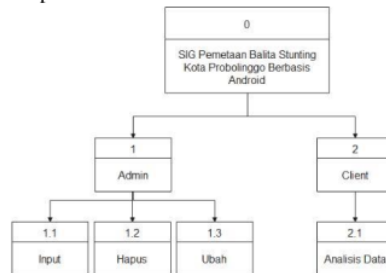 0
SIG Pemetaan Balita Stunting
Kota Probolinggo Berbasis
Android
1
Admin
2
Client
1.1
Input
1.2
Hapus
1.3
Ubah
2.1
Analisis Data